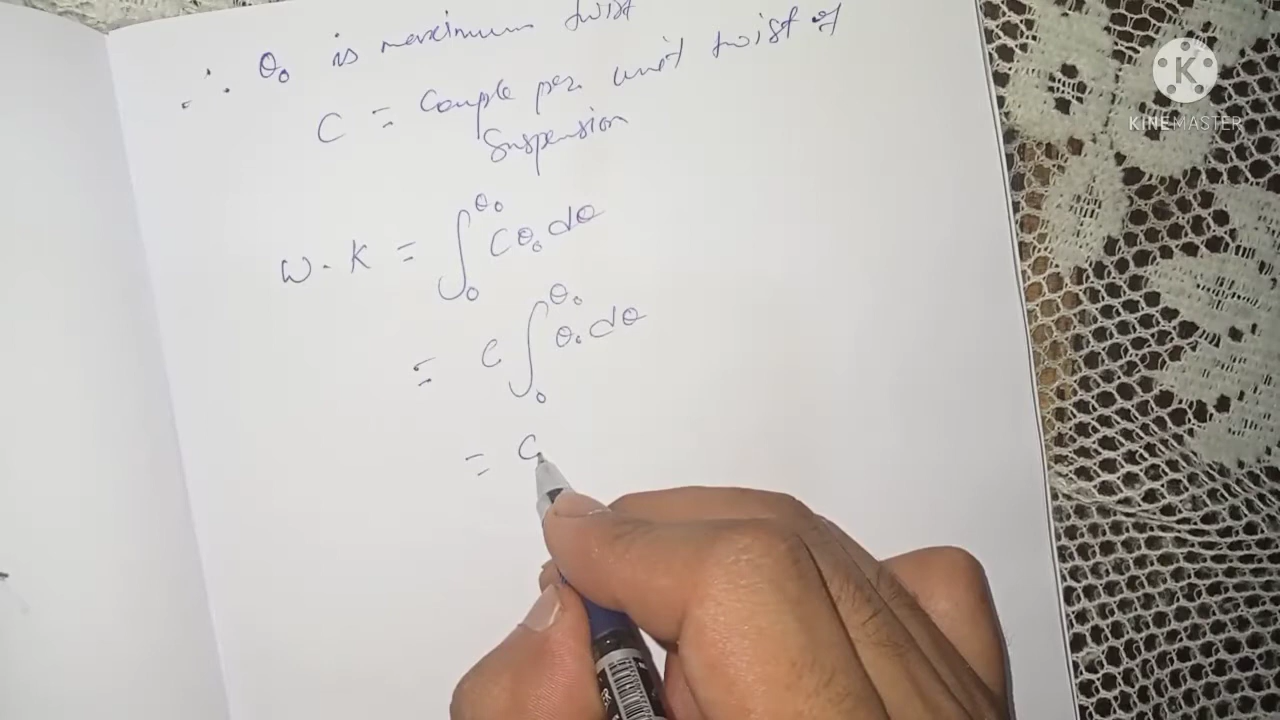 ∴ θ₀ is maximum twist
C = Couple per unit twist of
Suspension
W.K = ∫₀^θ₀ Cθ₀ dθ
= C ∫₀^θ₀ θ₀ dθ
= C
K
KINEMASTER